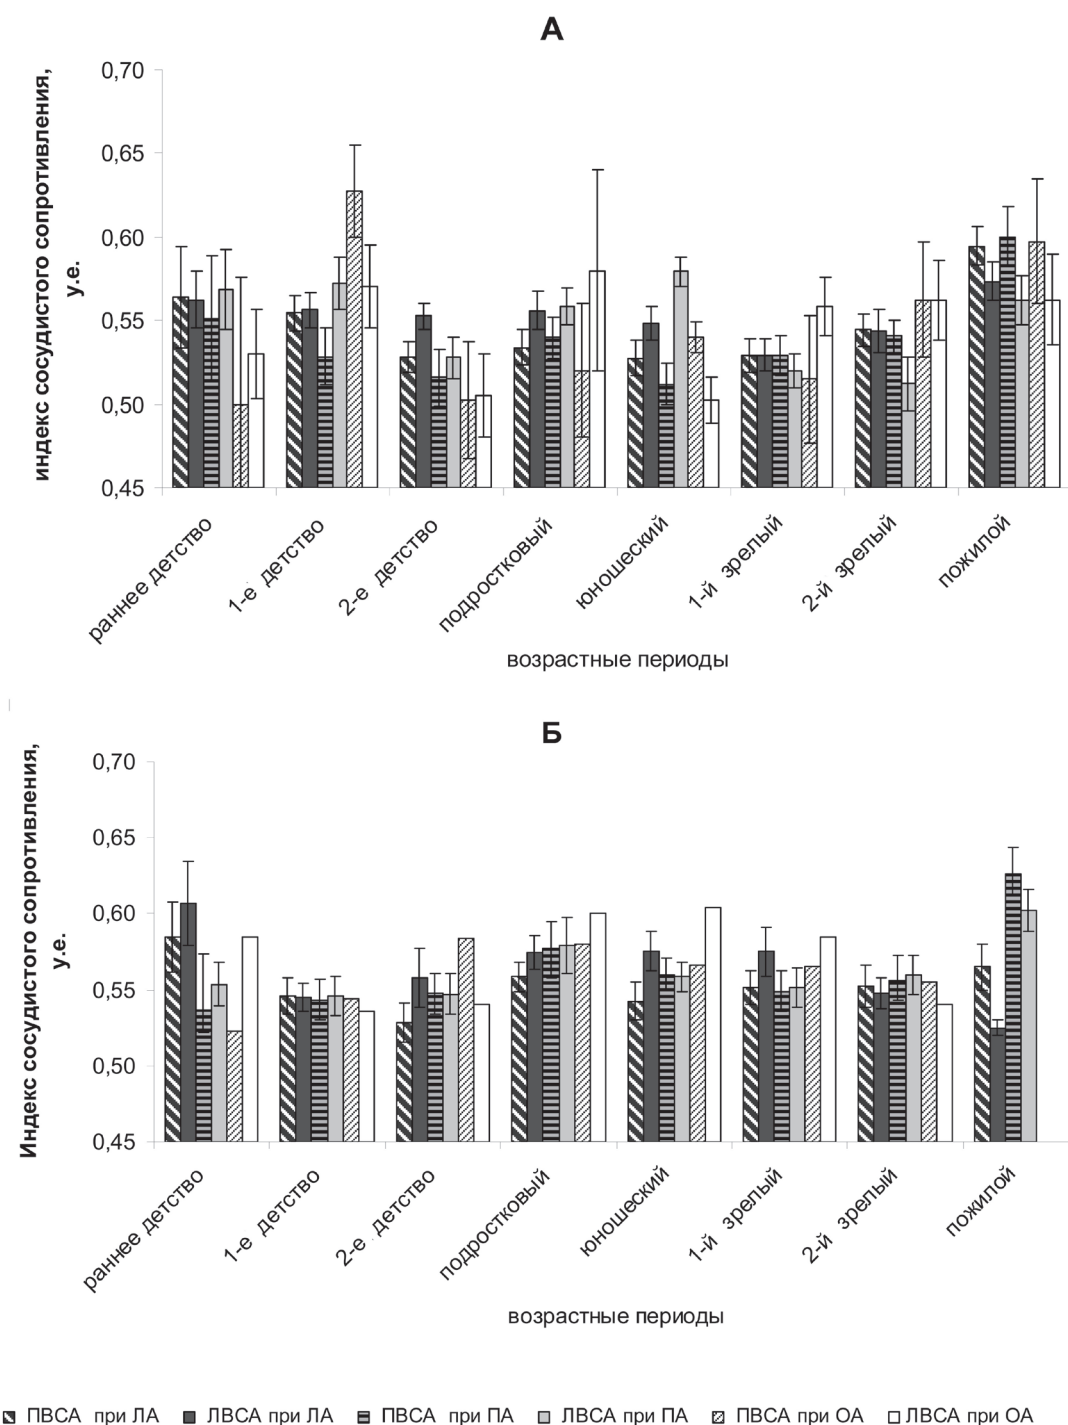 А
индекс сосудистого сопротивления,
у.е.
0,70
0,65
0,60
0,55
0,50
0,45
раннее детство
1-е детство
2-е детство
подростковый
юношеский
1-й зрелый
2-й зрелый
пожилой
возрастные периоды
Б
Индекс сосудистого сопротивления,
у.е.
0,70
0,65
0,60
0,55
0,50
0,45
раннее детство
1-е детство
2-е детство
подростковый
юношеский
1-й зрелый
2-й зрелый
пожилой
возрастные периоды
ПВСА при ЛА ЛВСА при ЛА ПВСА при ПА ЛВСА при ПА ПВСА при ОА ЛВСА при ОА